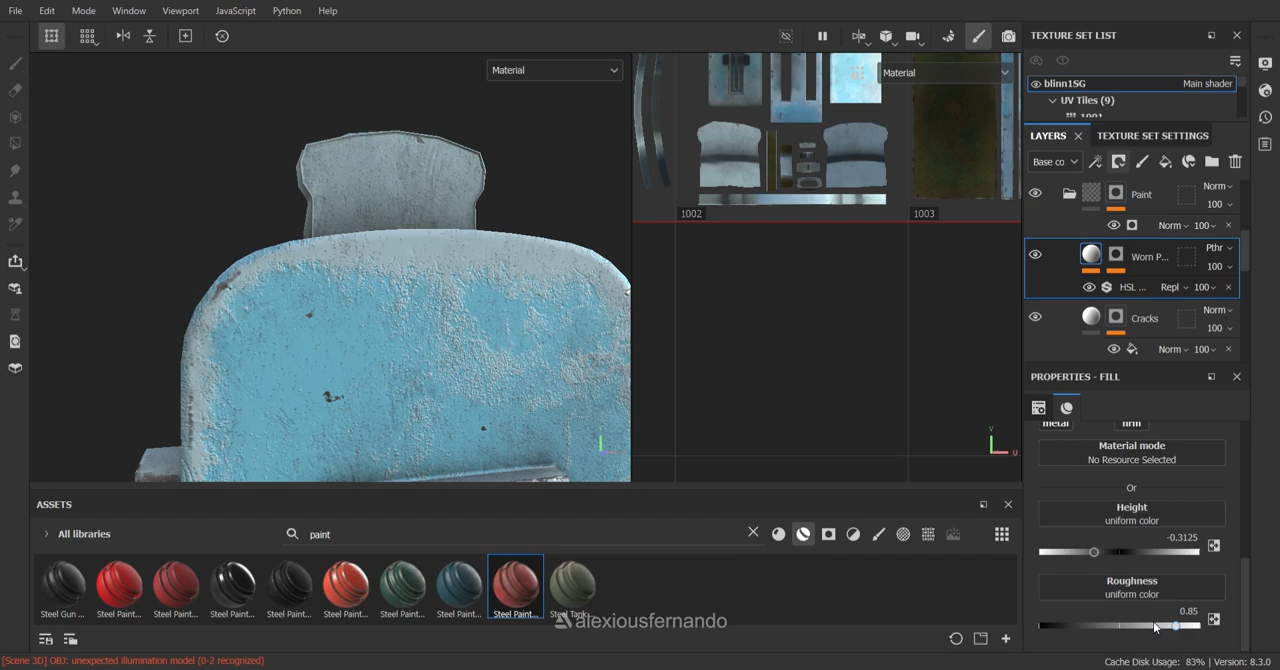 File Edit Mode Window Viewport JavaScript Python Help
Material
Material
1002
1003
TEXTURE SET LIST
blinn1SG Main shader
UV Tiles (9)
LAYERS TEXTURE SET SETTINGS
Base co
Paint Norm
100
Norm 100
Worn P... Pthr
100
HSL ... Repl 100
Cracks Norm
100
Norm 100
PROPERTIES - FILL
metal nrm
Material mode
No Resource Selected
Or
Height
uniform color
-0.3125
Roughness
uniform color
0.85
V
U
ASSETS
All libraries paint
Steel Gun ... Steel Paint... Steel Paint... Steel Paint... Steel Paint... Steel Paint... Steel Paint... Steel Paint... Steel Paint... Steel Tank...
alexiousfernando
[Scene 3D] OBJ: unexpected illumination model (0-2 recognized)
Cache Disk Usage: 83% | Version: 8.3.0